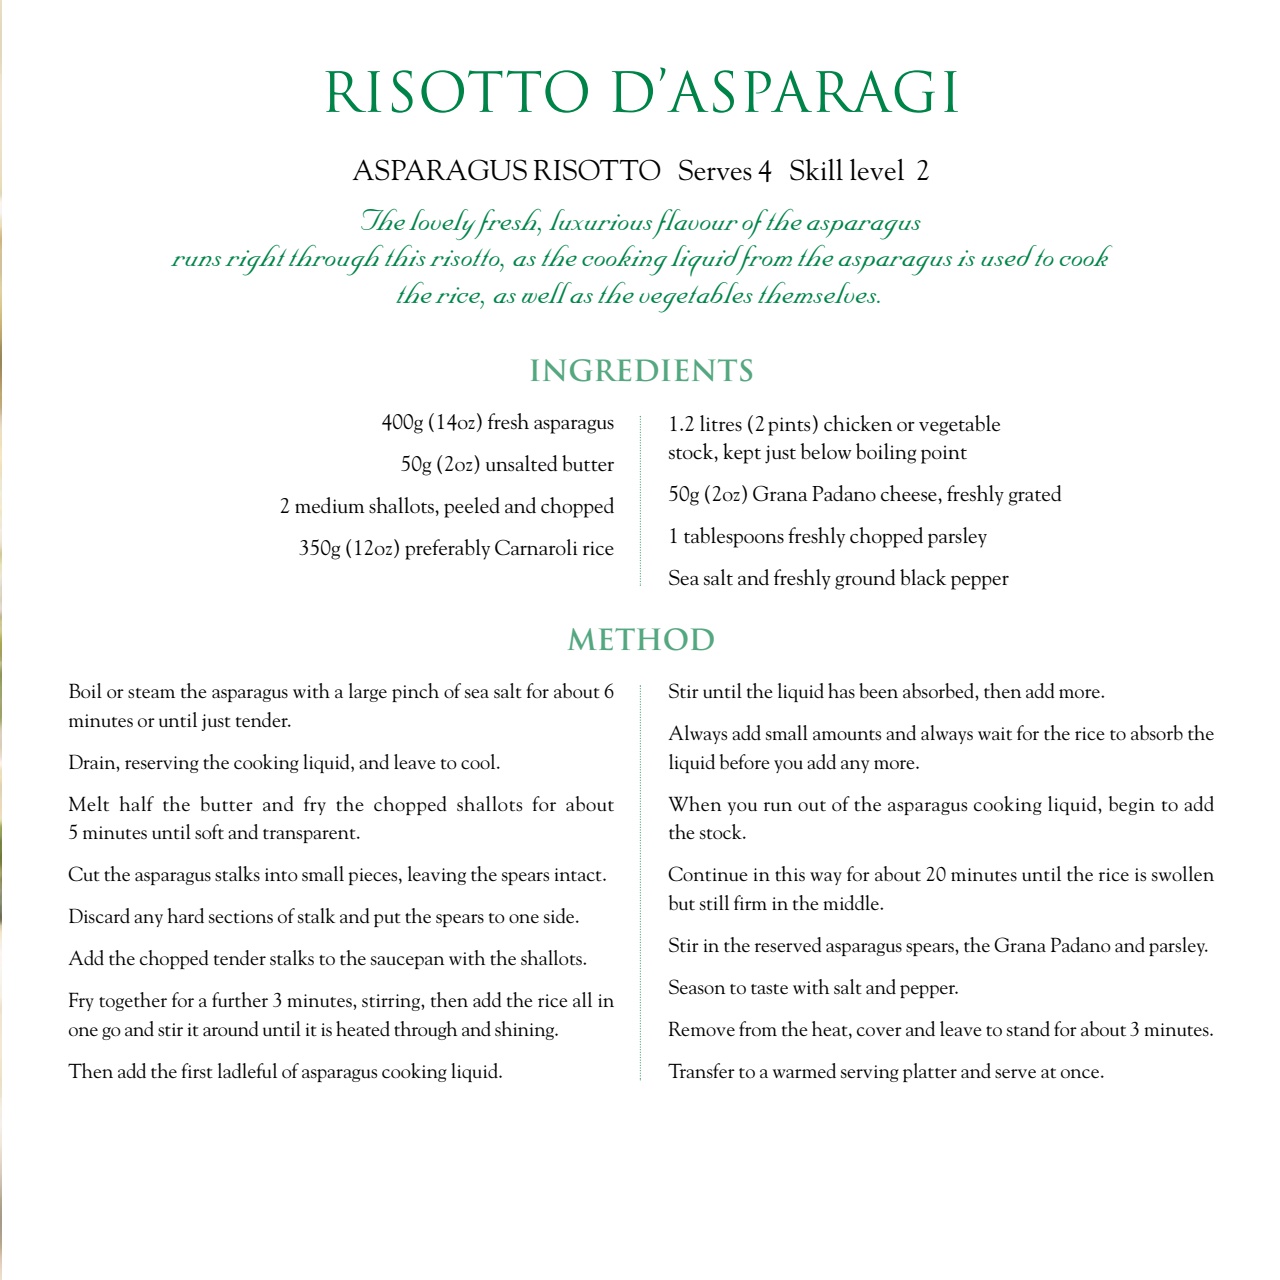 RISOTTO D’ASPARAGI
ASPARAGUS RISOTTO Serves 4 Skill level 2
The lovely fresh, luxurious flavour of the asparagus
runs right through this risotto, as the cooking liquid from the asparagus is used to cook
the rice, as well as the vegetables themselves.
INGREDIENTS
400g (14oz) fresh asparagus
50g (2oz) unsalted butter
2 medium shallots, peeled and chopped
350g (12oz) preferably Carnaroli rice
1.2 litres (2 pints) chicken or vegetable
stock, kept just below boiling point
50g (2oz) Grana Padano cheese, freshly grated
1 tablespoons freshly chopped parsley
Sea salt and freshly ground black pepper
METHOD
Boil or steam the asparagus with a large pinch of sea salt for about 6
minutes or until just tender.
Drain, reserving the cooking liquid, and leave to cool.
Melt half the butter and fry the chopped shallots for about
5 minutes until soft and transparent.
Cut the asparagus stalks into small pieces, leaving the spears intact.
Discard any hard sections of stalk and put the spears to one side.
Add the chopped tender stalks to the saucepan with the shallots.
Fry together for a further 3 minutes, stirring, then add the rice all in
one go and stir it around until it is heated through and shining.
Then add the first ladleful of asparagus cooking liquid.
Stir until the liquid has been absorbed, then add more.
Always add small amounts and always wait for the rice to absorb the
liquid before you add any more.
When you run out of the asparagus cooking liquid, begin to add
the stock.
Continue in this way for about 20 minutes until the rice is swollen
but still firm in the middle.
Stir in the reserved asparagus spears, the Grana Padano and parsley.
Season to taste with salt and pepper.
Remove from the heat, cover and leave to stand for about 3 minutes.
Transfer to a warmed serving platter and serve at once.